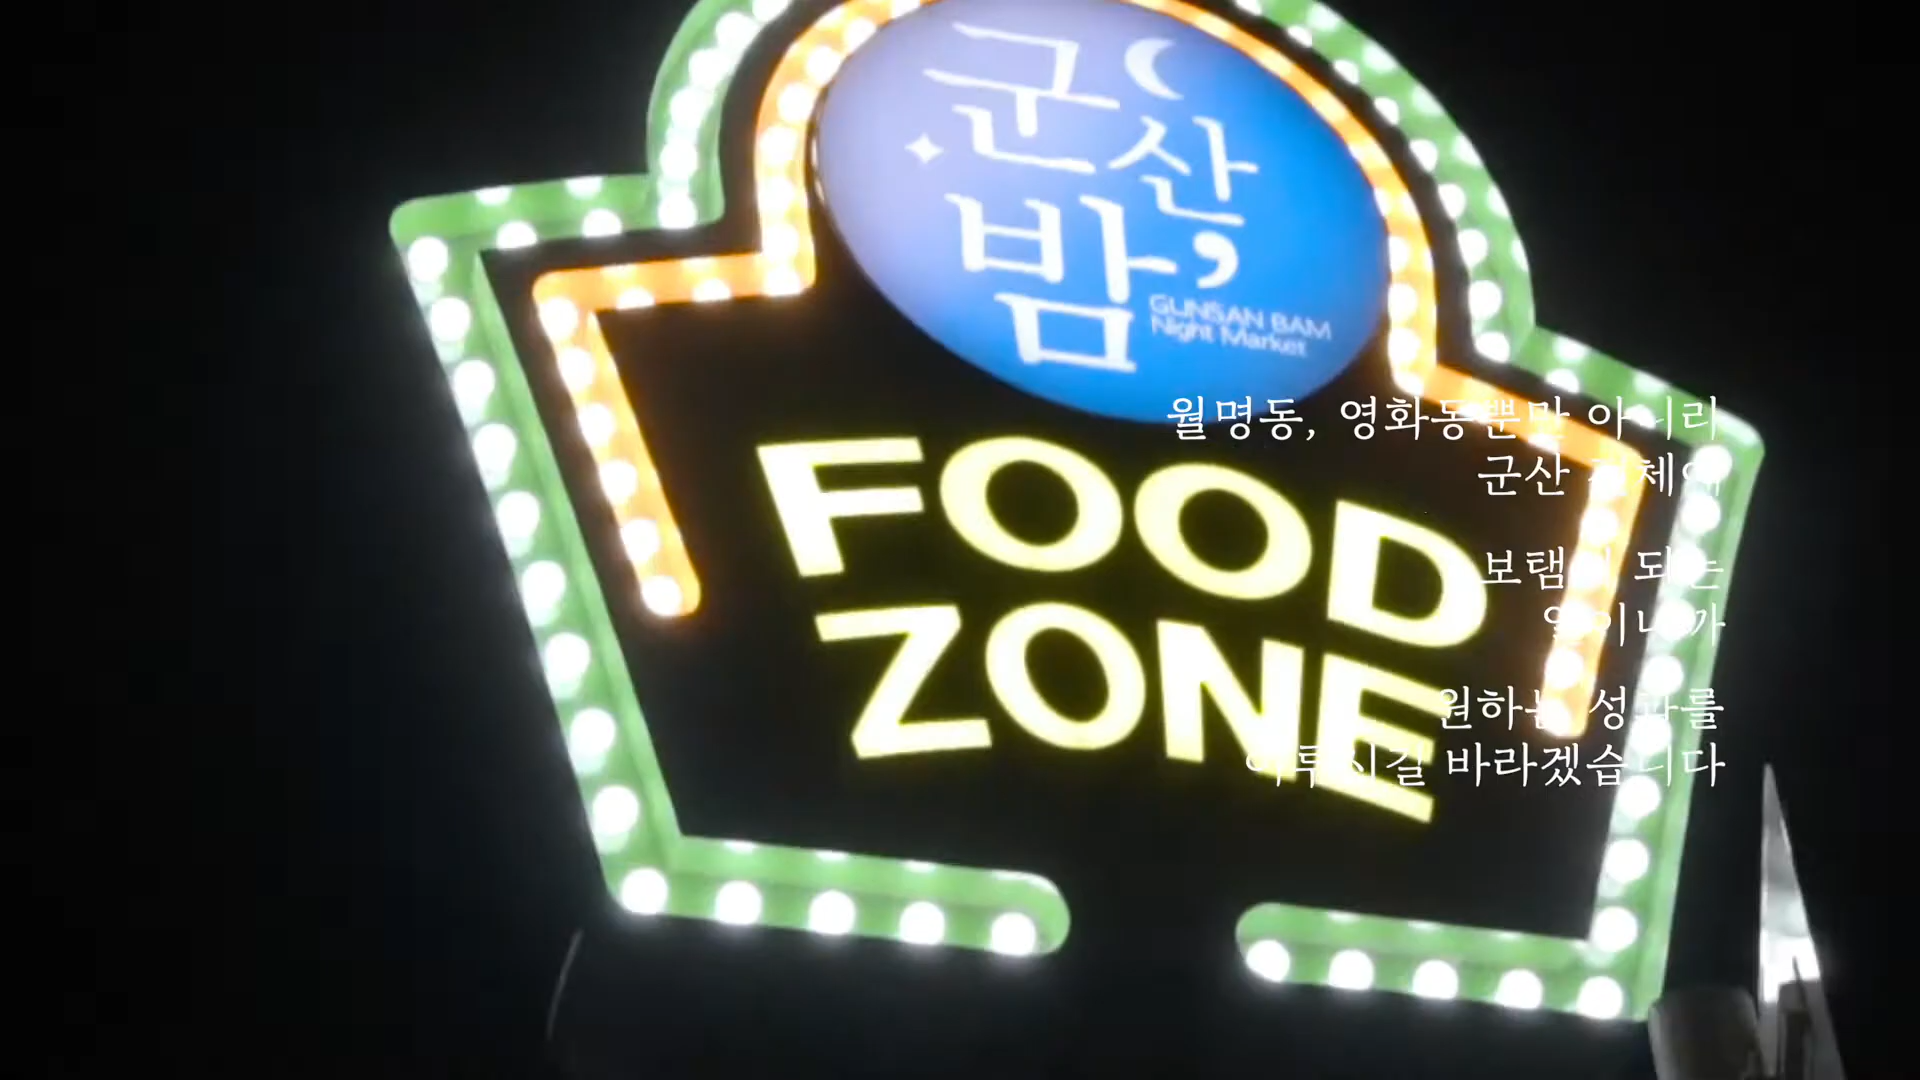 군산
밤,
GUNSAN BAM
Night Market
FOOD
ZONE
월명동, 영화동뿐만 아니라
군산 전체에
보탬이 되는
일이니까
원하는 성과를
이루시길 바라겠습니다